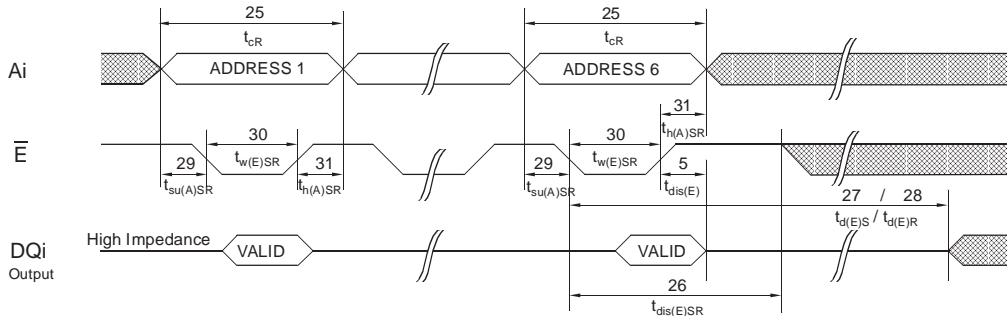 25
25
t_cR
t_cR
Ai
ADDRESS 1
ADDRESS 6
31
t_h(A)SR
E̅
30
30
t_w(E)SR
t_w(E)SR
29
31
29
5
t_su(A)SR
t_h(A)SR
t_su(A)SR
t_dis(E)
27 / 28
t_d(E)S / t_d(E)R
High Impedance
DQi
Output
VALID
VALID
26
t_dis(E)SR